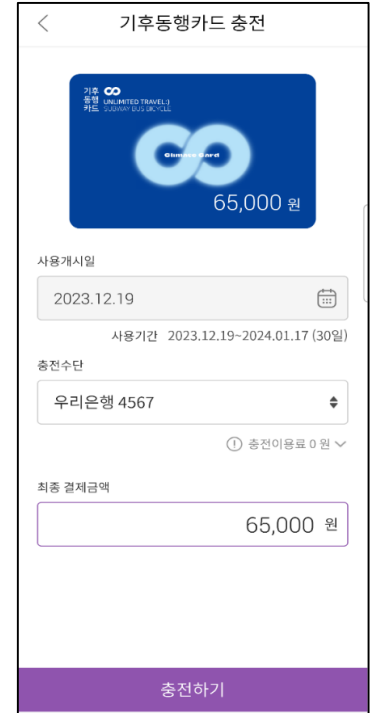 기후동행카드 충전
기후
동행
카드
UNLIMITED TRAVEL:)
SUBWAY BUS BICYCLE
Climate Card
65,000 원
사용개시일
2023.12.19
사용기간 2023.12.19~2024.01.17 (30일)
충전수단
우리은행 4567
충전이용료 0 원
최종 결제금액
65,000 원
충전하기